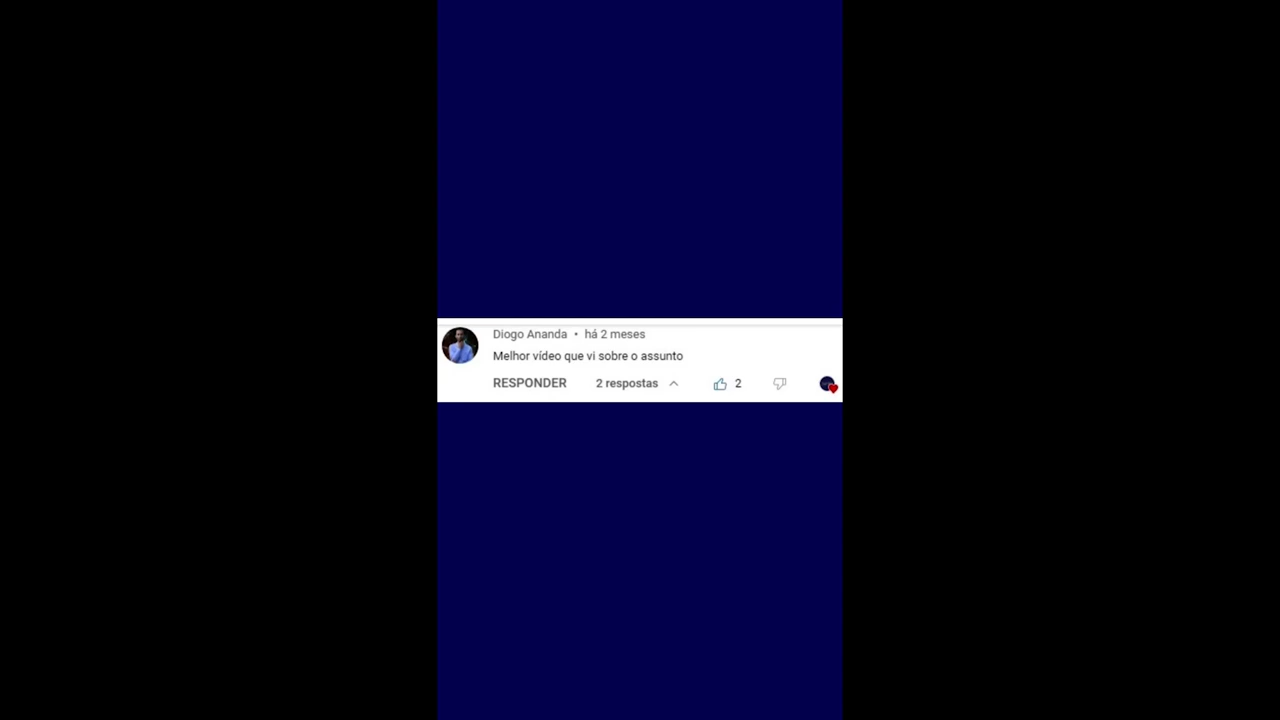 Diogo Ananda • há 2 meses
Melhor vídeo que vi sobre o assunto
RESPONDER 2 respostas 2